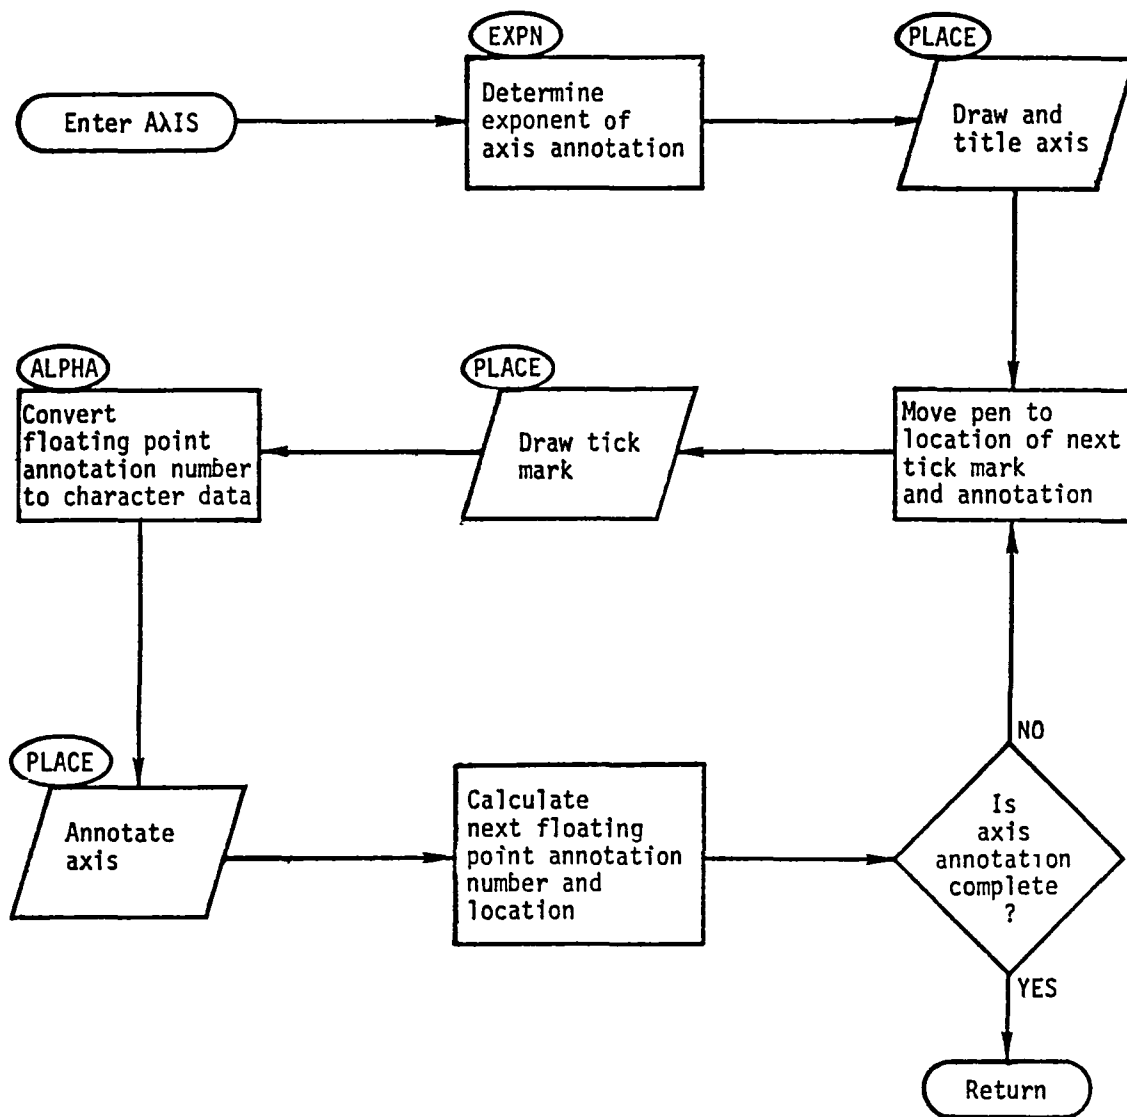 EXPN
PLACE
Enter AXIS
Determine
exponent of
axis annotation
Draw and
title axis
ALPHA
PLACE
Convert
floating point
annotation number
to character data
Draw tick
mark
Move pen to
location of next
tick mark
and annotation
NO
PLACE
Annotate
axis
Calculate
next floating
point annotation
number and
location
Is
axis
annotation
complete
?
YES
Return